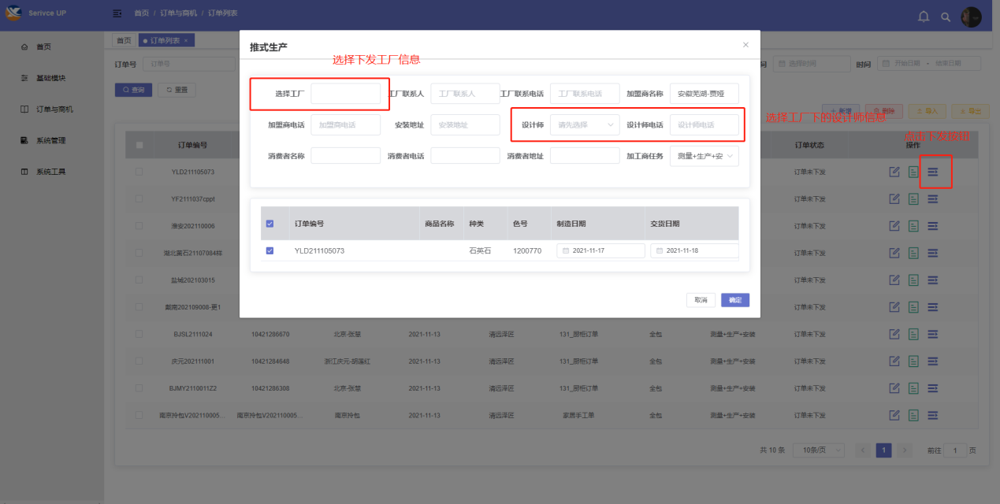 Serivce UP
首页 / 订单与商机 / 订单列表
首页
订单列表 ×
首页
基础模块
订单与商机
系统管理
系统工具
订单号 订单号
选择时间 时间 开始日期 - 结束日期
查询 重置
+ 新增 删除 导入 导出
推式生产 ×
选择下发工厂信息
选择工厂 工厂联系人 工厂联系人 工厂联系电话 工厂联系电话 加盟商名称 安徽芜湖-贾娅
加盟商电话 加盟商电话 安装地址 安装地址 设计师 请先选择 设计师电话 设计师电话
选择工厂下的设计师信息
消费者名称 消费者电话 消费者地址 加工商任务 测量+生产+安
点击下发按钮
订单编号 商品名称 种类 色号 制造日期 交货日期
YLD211105073 石英石 1200770 2021-11-17 2021-11-18
取消 确定
订单编号 订单状态 操作
YLD211105073 订单未下发
YF2111037cppt 订单未下发
淮安202110006 订单未下发
湖北黄石21107084样 订单未下发
盐城202103015 订单未下发
戴南202109008-更1 订单未下发
BJSL2111024 10421286670 北京-张慧 2021-11-13 清远泽匠 131_厨柜订单 全包 测量+生产+安装 订单未下发
庆元202111001 10421284648 浙江庆元-胡蓬红 2021-11-13 清远泽匠 131_厨柜订单 全包 测量+生产+安装 订单未下发
BJMY2110011Z2 10421286308 北京-张慧 2021-11-13 清远泽匠 131_厨柜订单 全包 测量+生产+安装 订单未下发
南京拎包V202110005... 南京拎包V202110005... 南京拎包 2021-11-13 清远泽匠 家居手工单 全包 测量+生产+安装 订单未下发
共 10 条 10条/页 < 1 > 前往 1 页